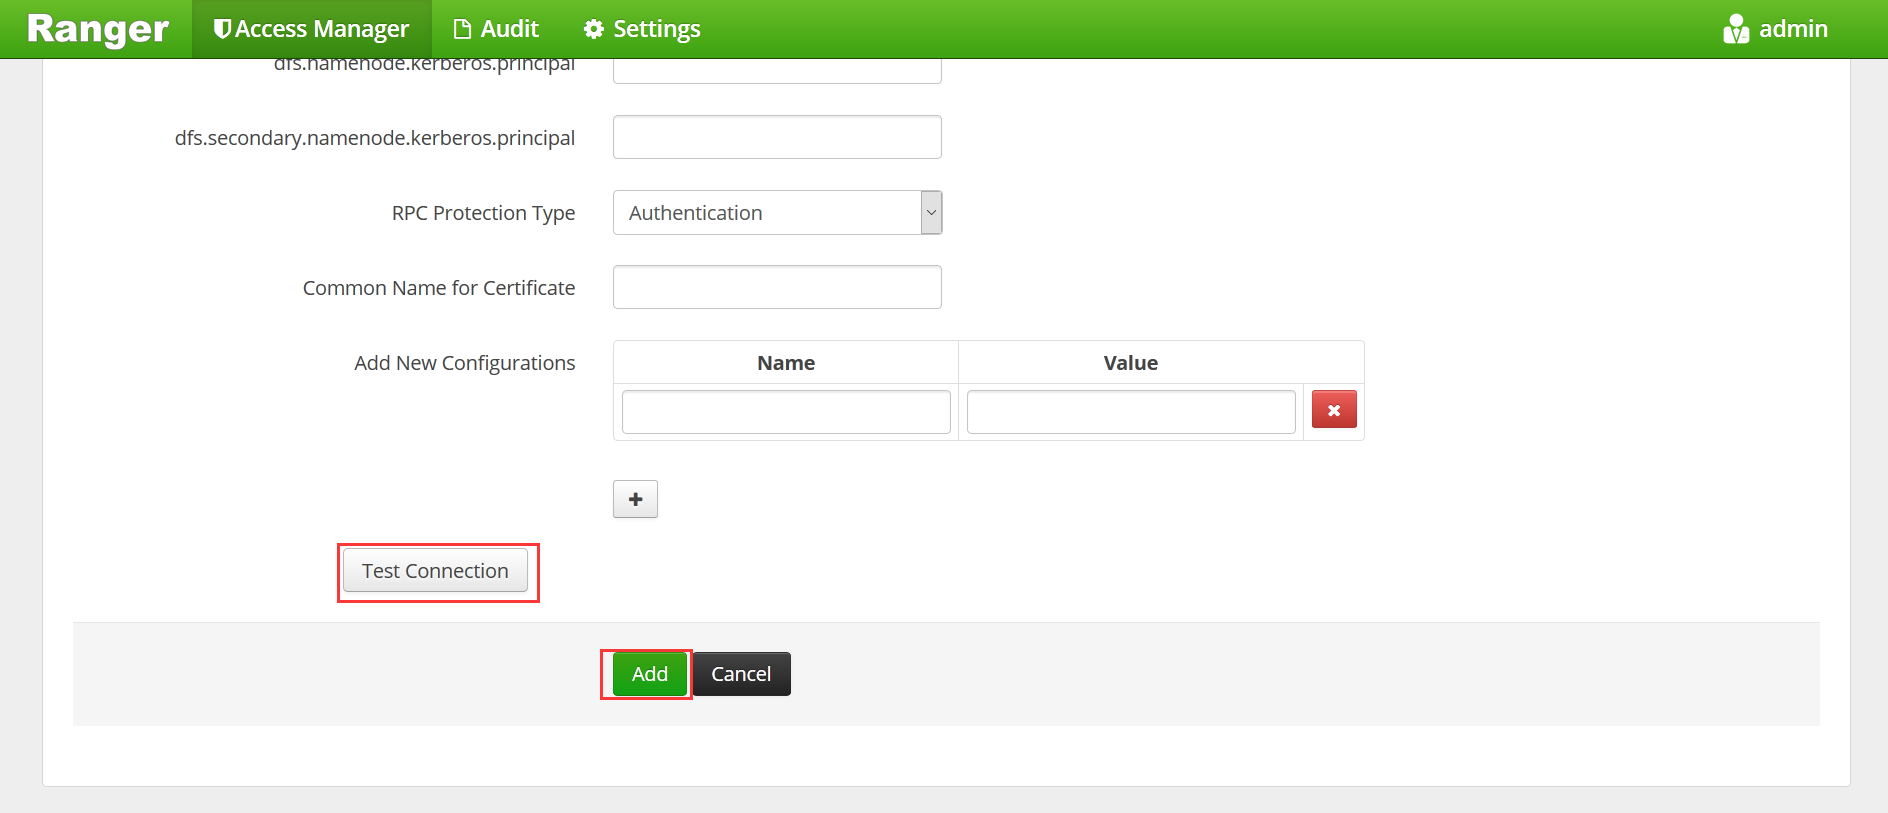 Ranger Access Manager Audit Settings admin
dfs.namenode.kerberos.principal
dfs.secondary.namenode.kerberos.principal
RPC Protection Type Authentication
Common Name for Certificate
Add New Configurations Name Value
Test Connection
Add Cancel